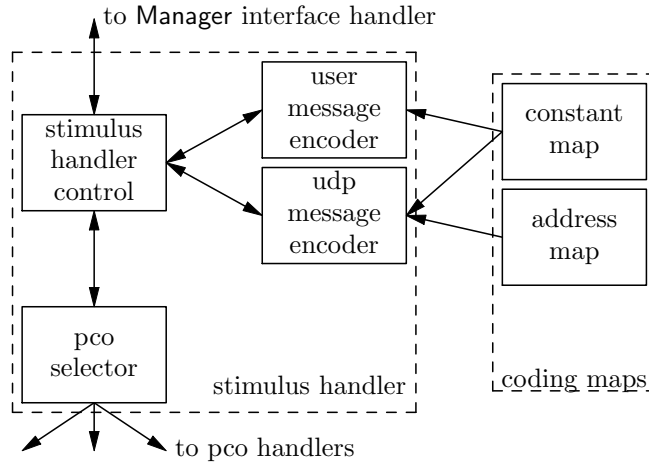 to Manager interface handler
user
message
encoder
constant
map
stimulus
handler
control
udp
message
encoder
address
map
pco
selector
stimulus handler
coding maps
to pco handlers